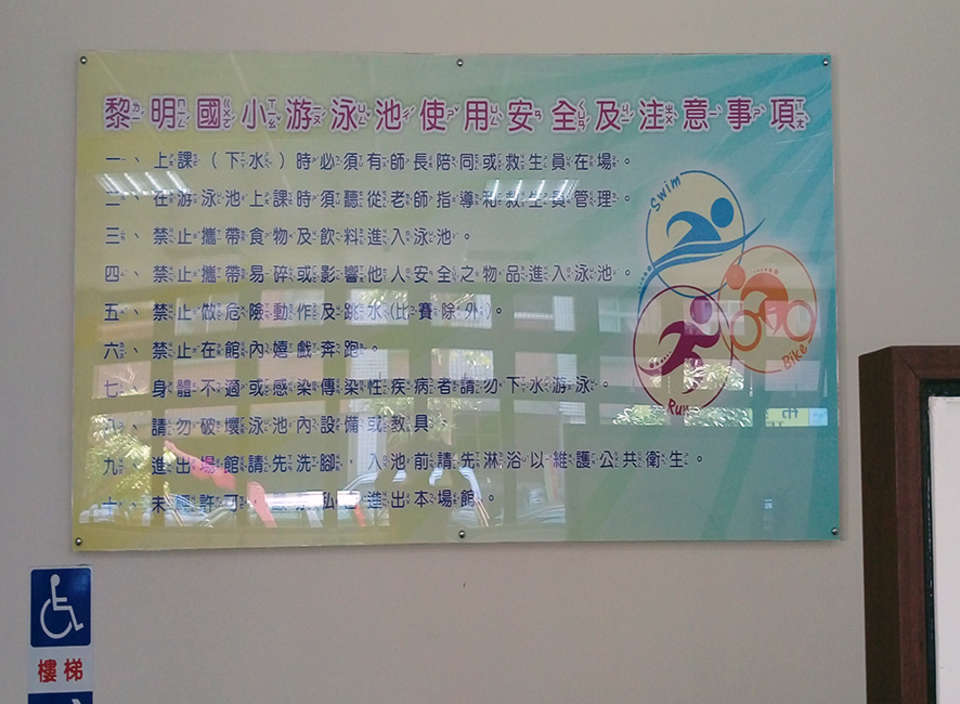 黎明國小游泳池使用安全及注意事項
一、上課（下水）時必須有師長陪同或救生員在場。
二、在游泳池上課時須聽從老師指導和救生員管理。
三、禁止攜帶食物及飲料進入泳池。
四、禁止攜帶易碎或影響他人安全之物品進入泳池。
五、禁止做危險動作及跳水(比賽除外)。
六、禁止在館內嬉戲奔跑。
七、身體不適或感染傳染性疾病者請勿下水游泳。
八、請勿破壞泳池內設備或教具。
九、進出場館請先洗腳，入池前請先淋浴以維護公共衛生。
十、未經許可 私自進出本場館。
Swim
Bike
Run
樓梯